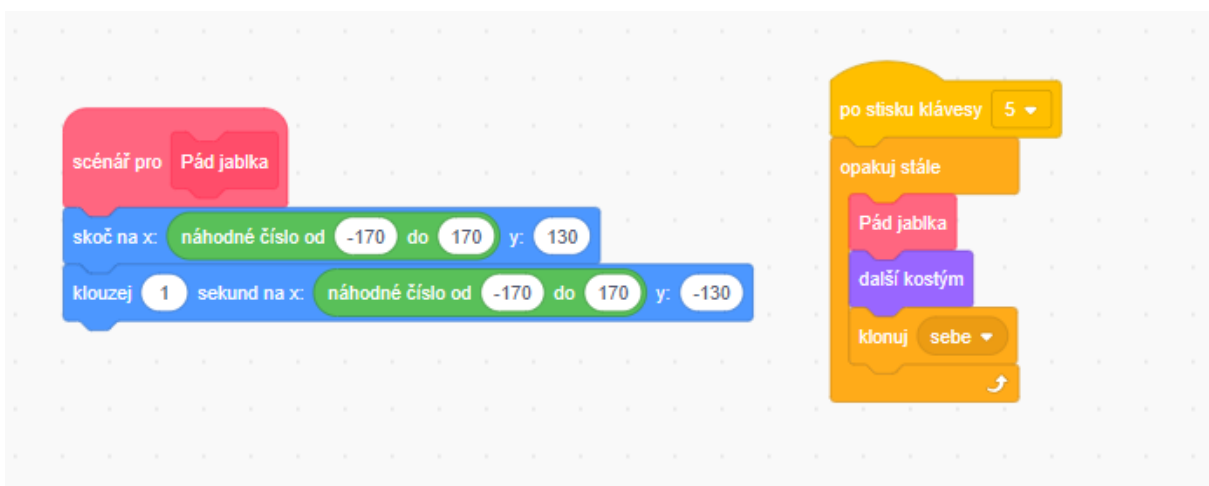 scénář pro Pád jablka
skoč na x: náhodné číslo od -170 do 170 y: 130
klouzej 1 sekund na x: náhodné číslo od -170 do 170 y: -130
po stisku klávesy 5
opakuj stále
Pád jablka
další kostým
klonuj sebe